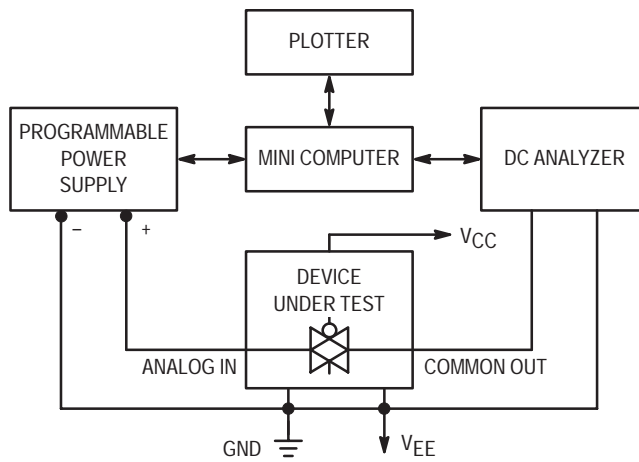 PLOTTER
PROGRAMMABLE
POWER
SUPPLY
MINI COMPUTER
DC ANALYZER
– +
VCC
DEVICE
UNDER TEST
ANALOG IN
COMMON OUT
GND
VEE